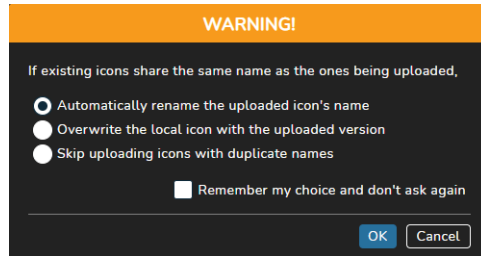 WARNING!
If existing icons share the same name as the ones being uploaded,
Automatically rename the uploaded icon's name
Overwrite the local icon with the uploaded version
Skip uploading icons with duplicate names
Remember my choice and don't ask again
OK Cancel